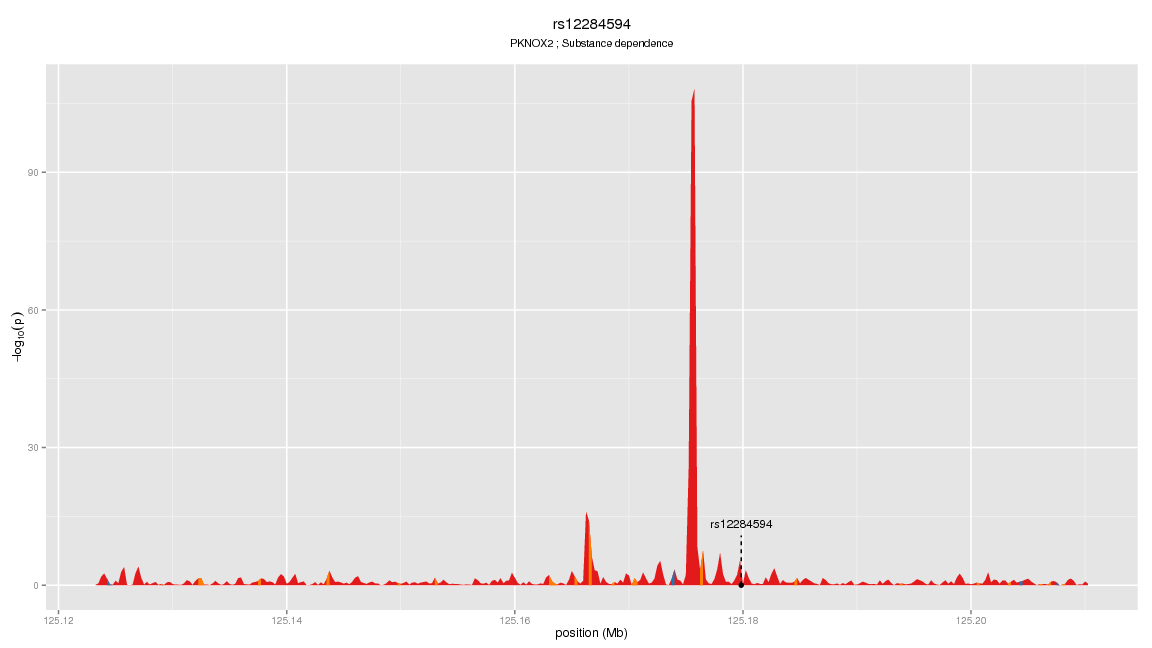 rs12284594
PKNOX2 ; Substance dependence
90
60
30
0
−log10(p)
rs12284594
125.12 125.14 125.16 125.18 125.20
position (Mb)